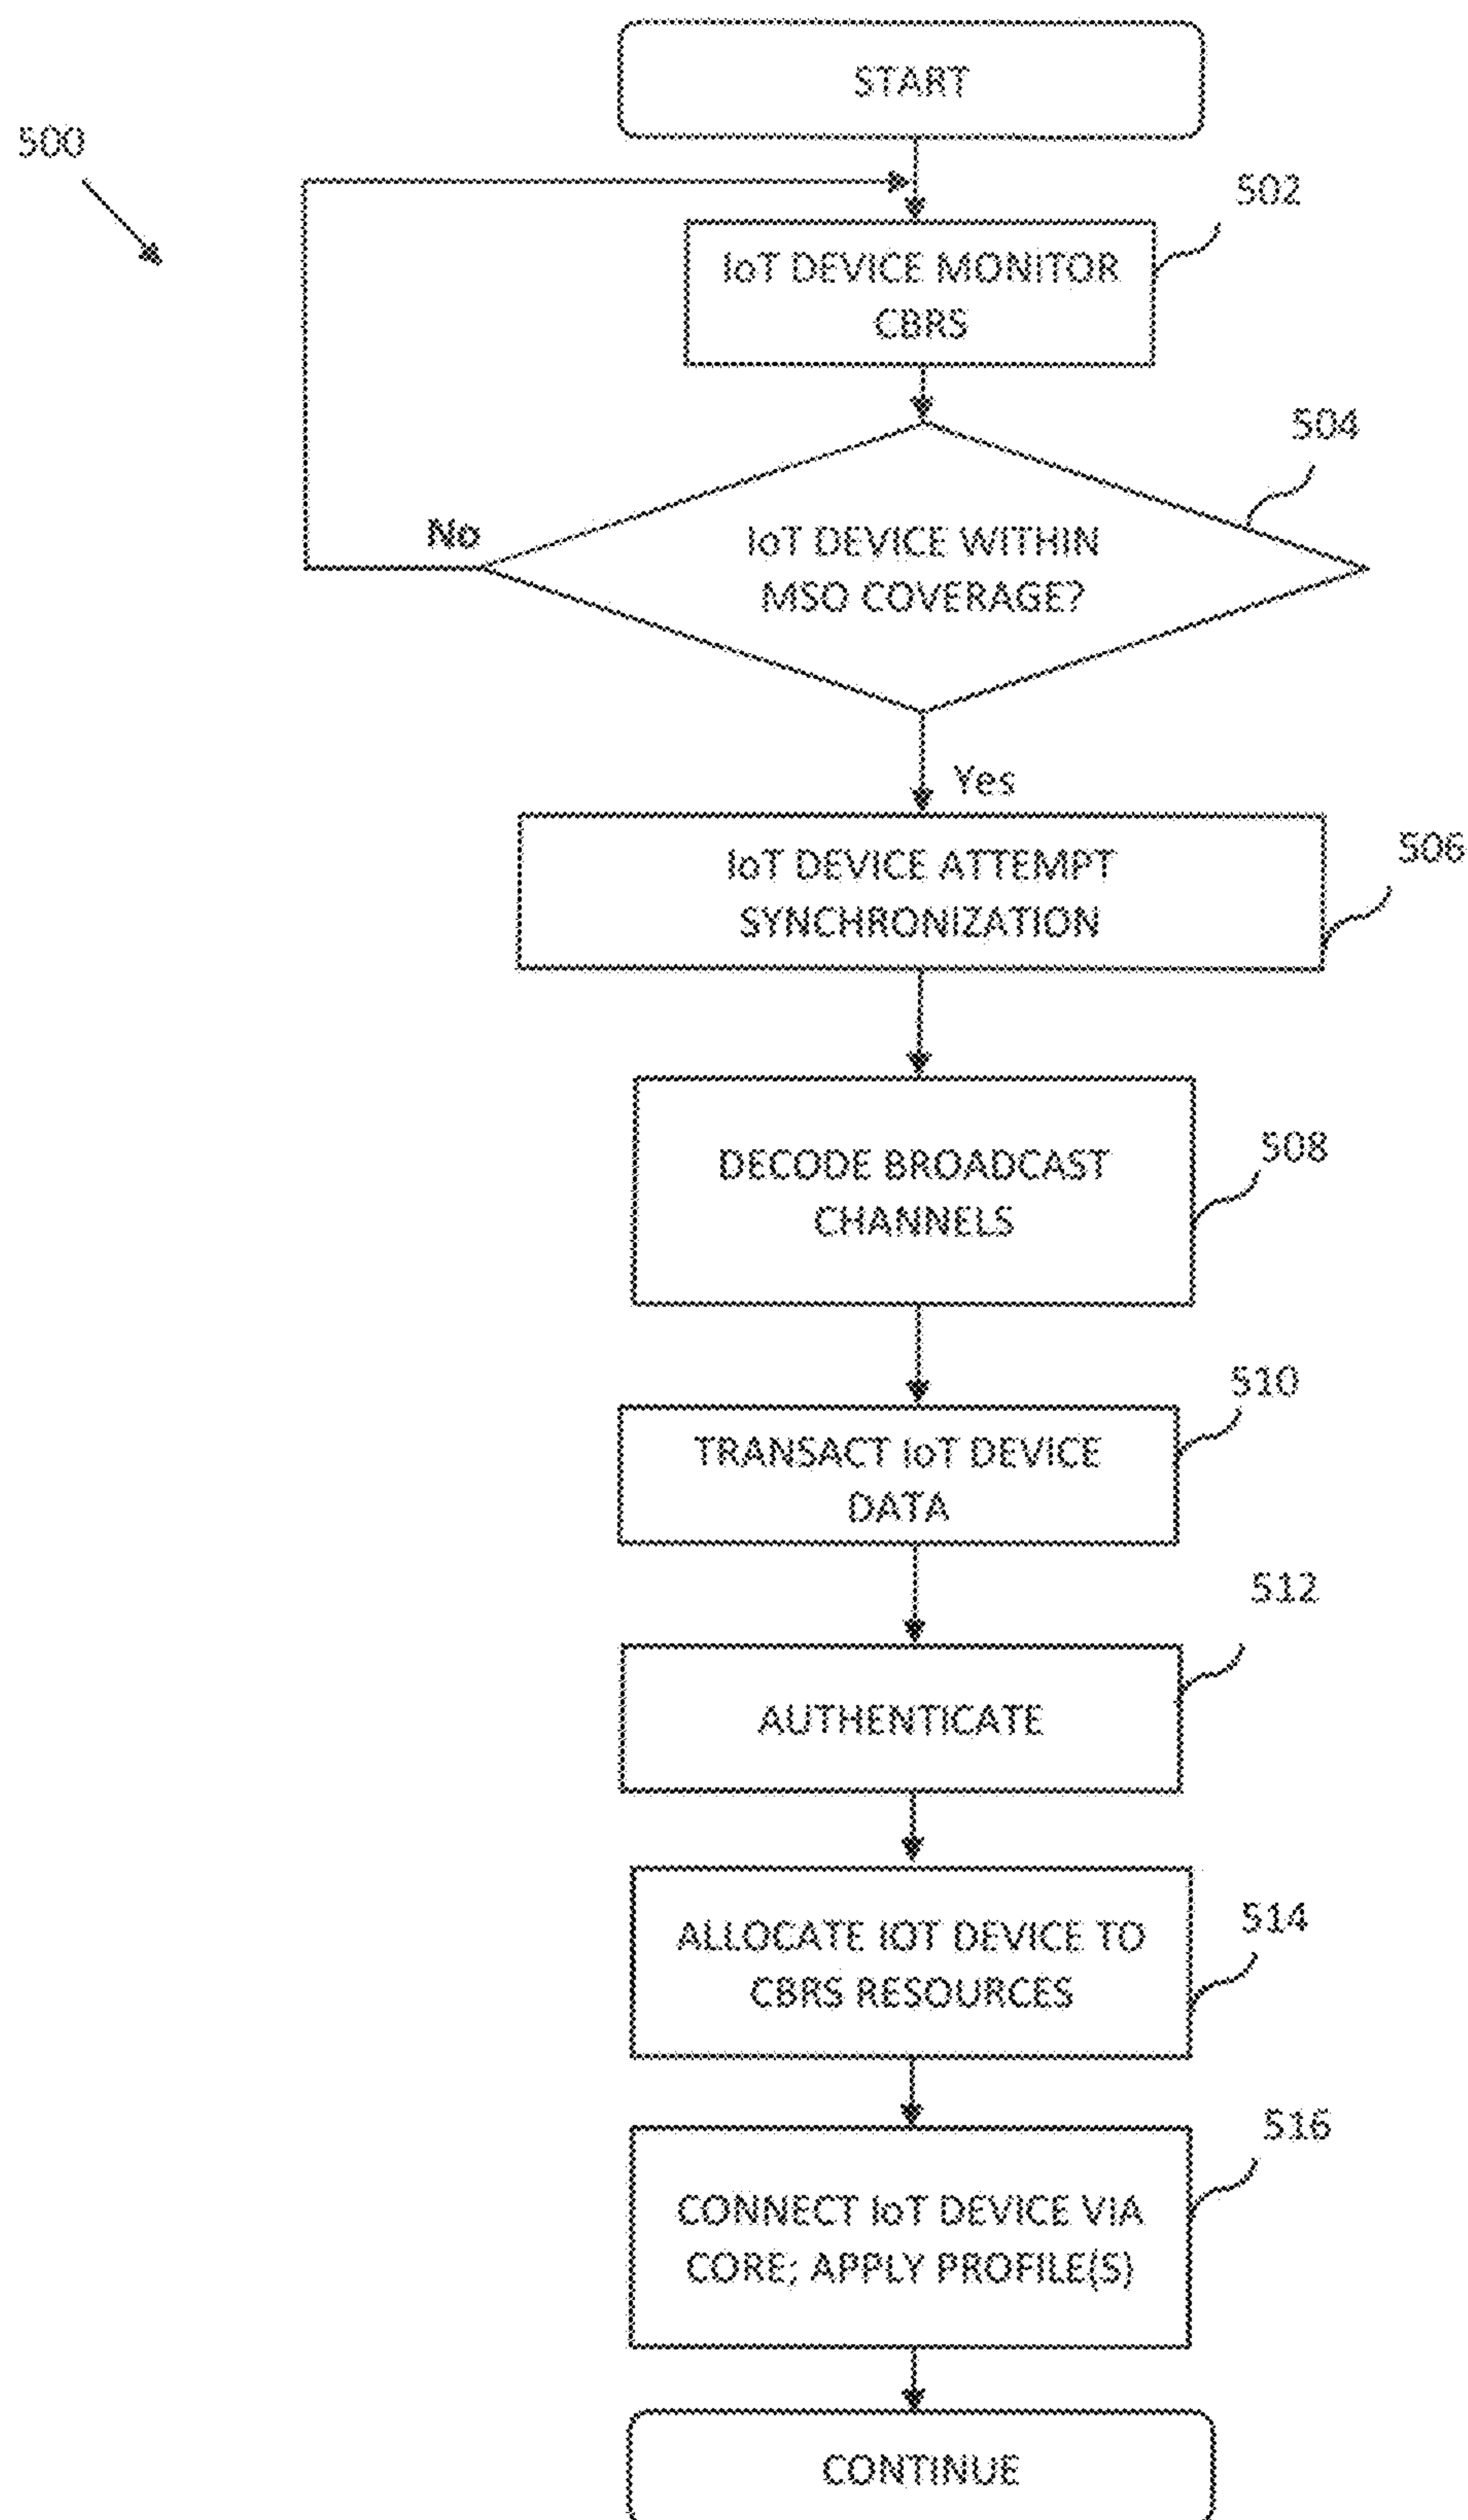 START
500
502
IoT DEVICE MONITOR
CBRS
504
No
IoT DEVICE WITHIN
MSO COVERAGE?
Yes
IoT DEVICE ATTEMPT
SYNCHRONIZATION
506
DECODE BROADCAST
CHANNELS
508
510
TRANSACT IoT DEVICE
DATA
512
AUTHENTICATE
514
ALLOCATE IOT DEVICE TO
CBRS RESOURCES
516
CONNECT IoT DEVICE VIA
CORE; APPLY PROFILE(S)
CONTINUE